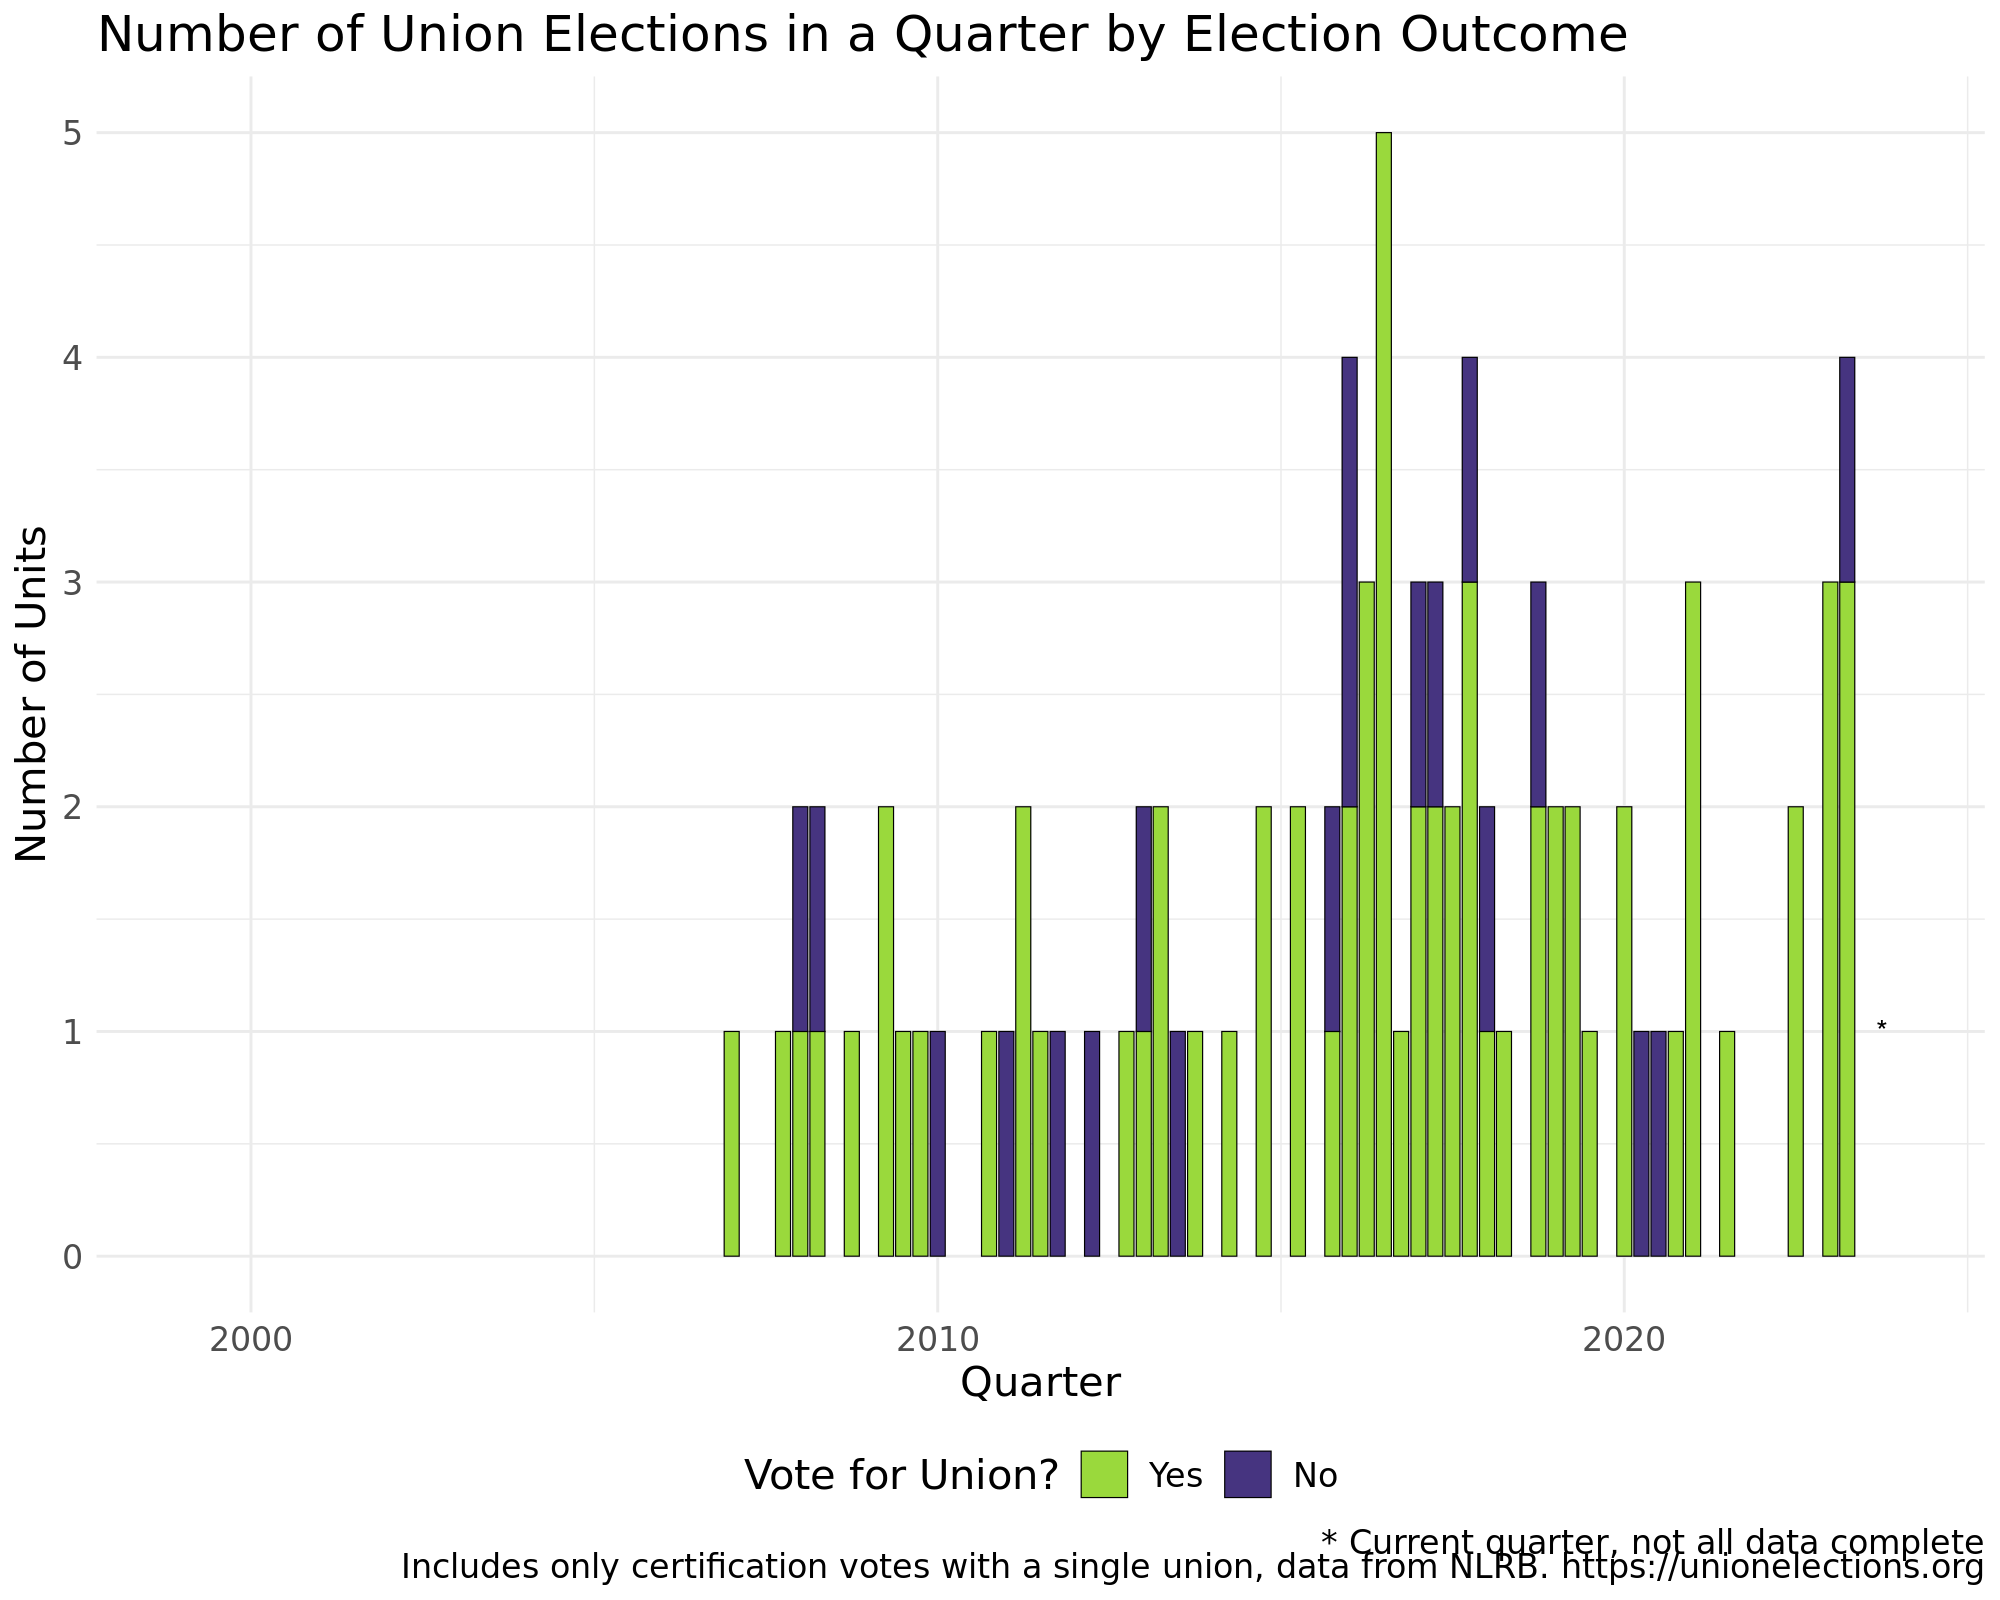 Number of Union Elections in a Quarter by Election Outcome
5
4
3
2
1
0
Number of Units
*
2000 2010 2020
Quarter
Vote for Union? Yes No
* Current quarter, not all data complete
Includes only certification votes with a single union, data from NLRB. https://unionelections.org